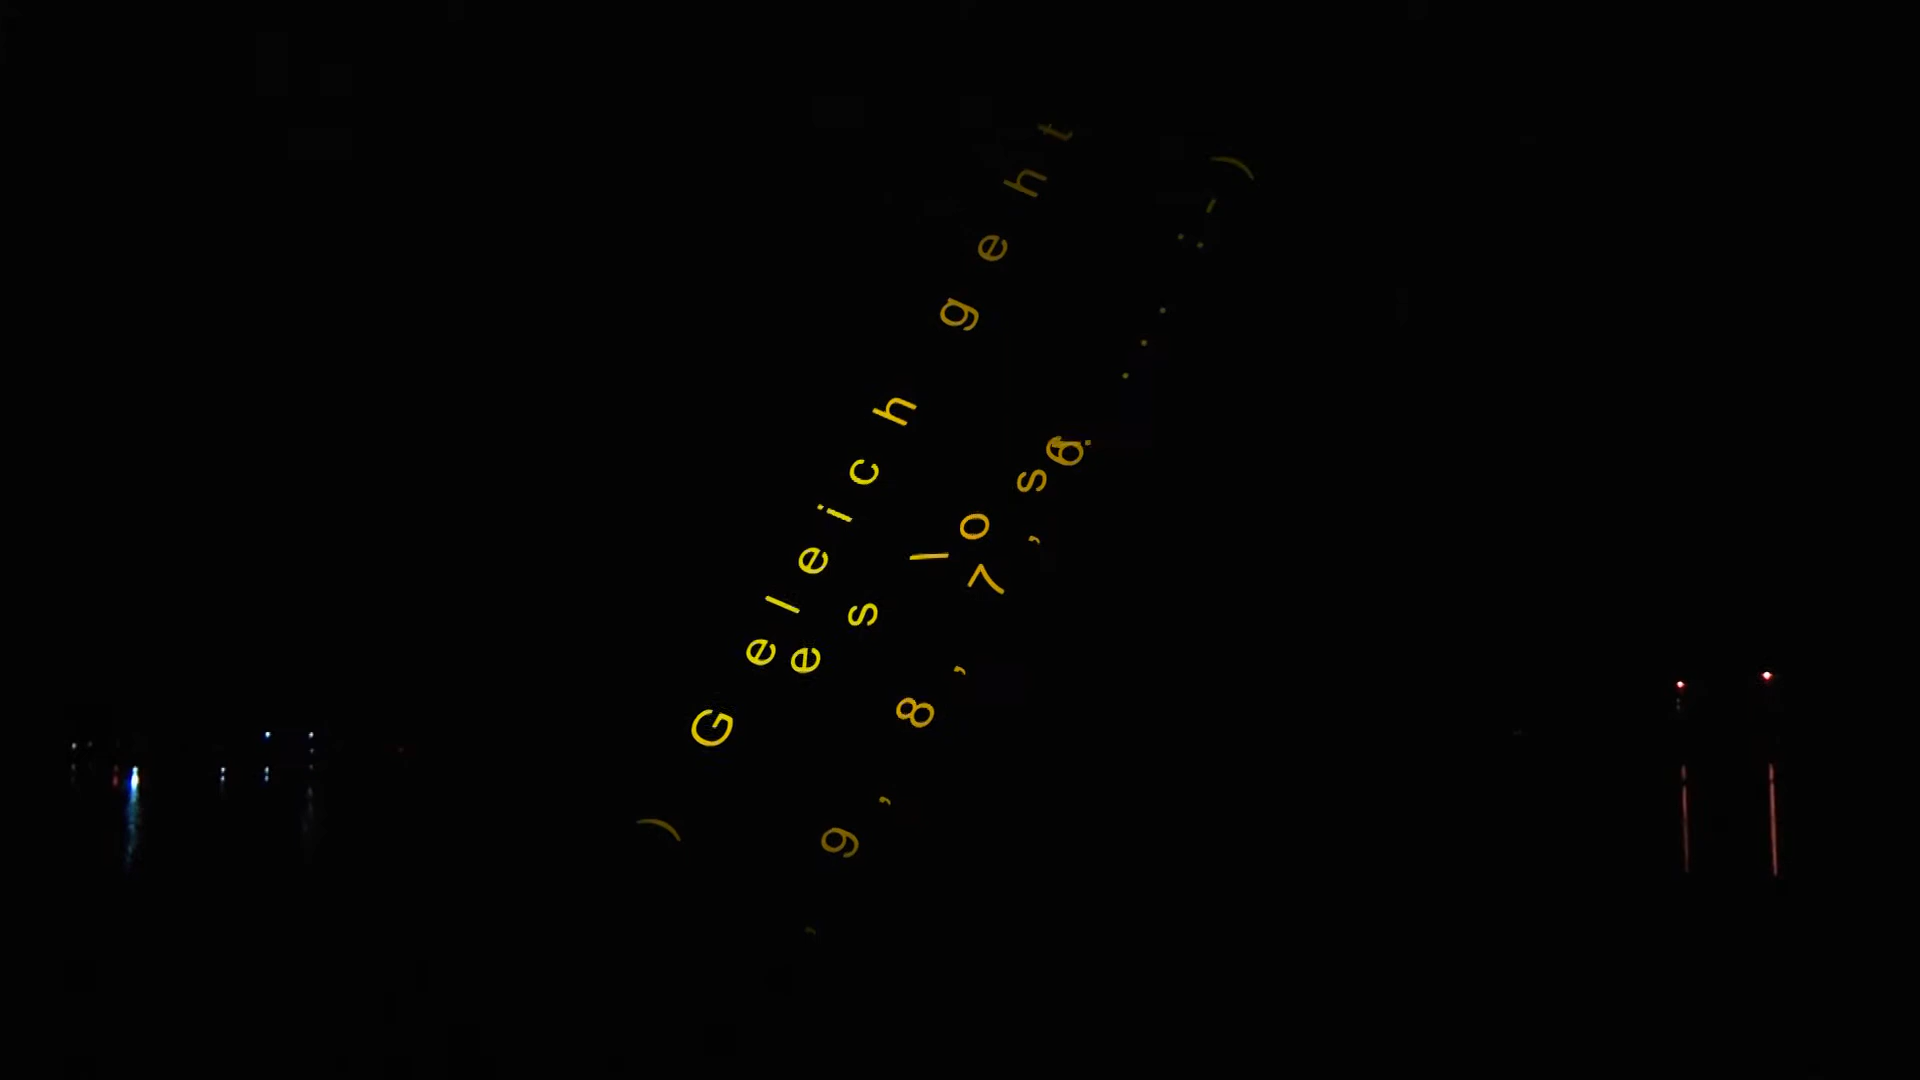 Geleich geht
es los
, 9, 8, 7, 6
... :-)